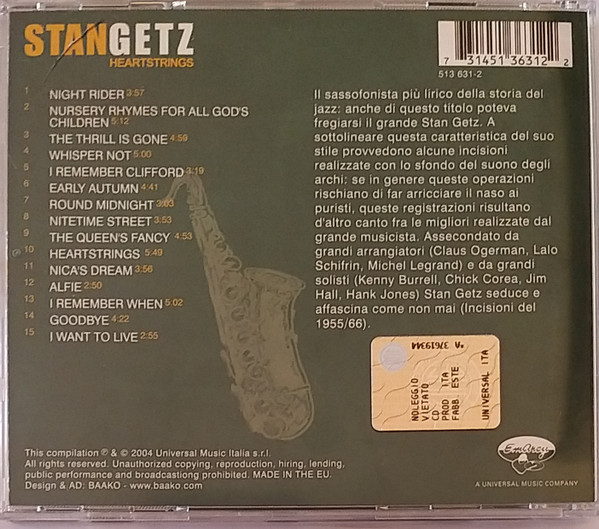 STANGETZ
HEARTSTRINGS
1 NIGHT RIDER 3:57
2 NURSERY RHYMES FOR ALL GOD'S
CHILDREN 5:12
3 THE THRILL IS GONE 4:59
4 WHISPER NOT 5:00
5 I REMEMBER CLIFFORD 3:19
6 EARLY AUTUMN 4:41
7 ROUND MIDNIGHT 3:03
8 NITETIME STREET 3:53
9 THE QUEEN'S FANCY 4:53
10 HEARTSTRINGS 5:49
11 NICA'S DREAM 3:56
12 ALFIE 2:50
13 I REMEMBER WHEN 5:02
14 GOODBYE 4:22
15 I WANT TO LIVE 2:55
7 31451 36312 2
513 631-2
Il sassofonista più lirico della storia del
jazz: anche di questo titolo poteva
fregiarsi il grande Stan Getz. A
sottolineare questa caratteristica del suo
stile provvedono alcune incisioni
realizzate con lo sfondo del suono degli
archi: se in genere queste operazioni
rischiano di far arricciare il naso ai
puristi, queste registrazioni risultano
d'altro canto fra le migliori realizzate dal
grande musicista. Assecondato da
grandi arrangiatori (Claus Ogerman, Lalo
Schifrin, Michel Legrand) e da grandi
solisti (Kenny Burrell, Chick Corea, Jim
Hall, Hank Jones) Stan Getz seduce e
affascina come non mai (Incisioni del
1955/66).
*A 37619344
NOLEGGIO
VIETATO
CD
PROD ITA
FABB. ESTE
UNIVERSAL ITA
This compilation ℗ & © 2004 Universal Music Italia s.r.l.
All rights reserved. Unauthorized copying, reproduction, hiring, lending,
public performance and broadcastiong prohibited. MADE IN THE EU.
Design & AD: BAAKO - www.baako.com
EmArcy
A UNIVERSAL MUSIC COMPANY